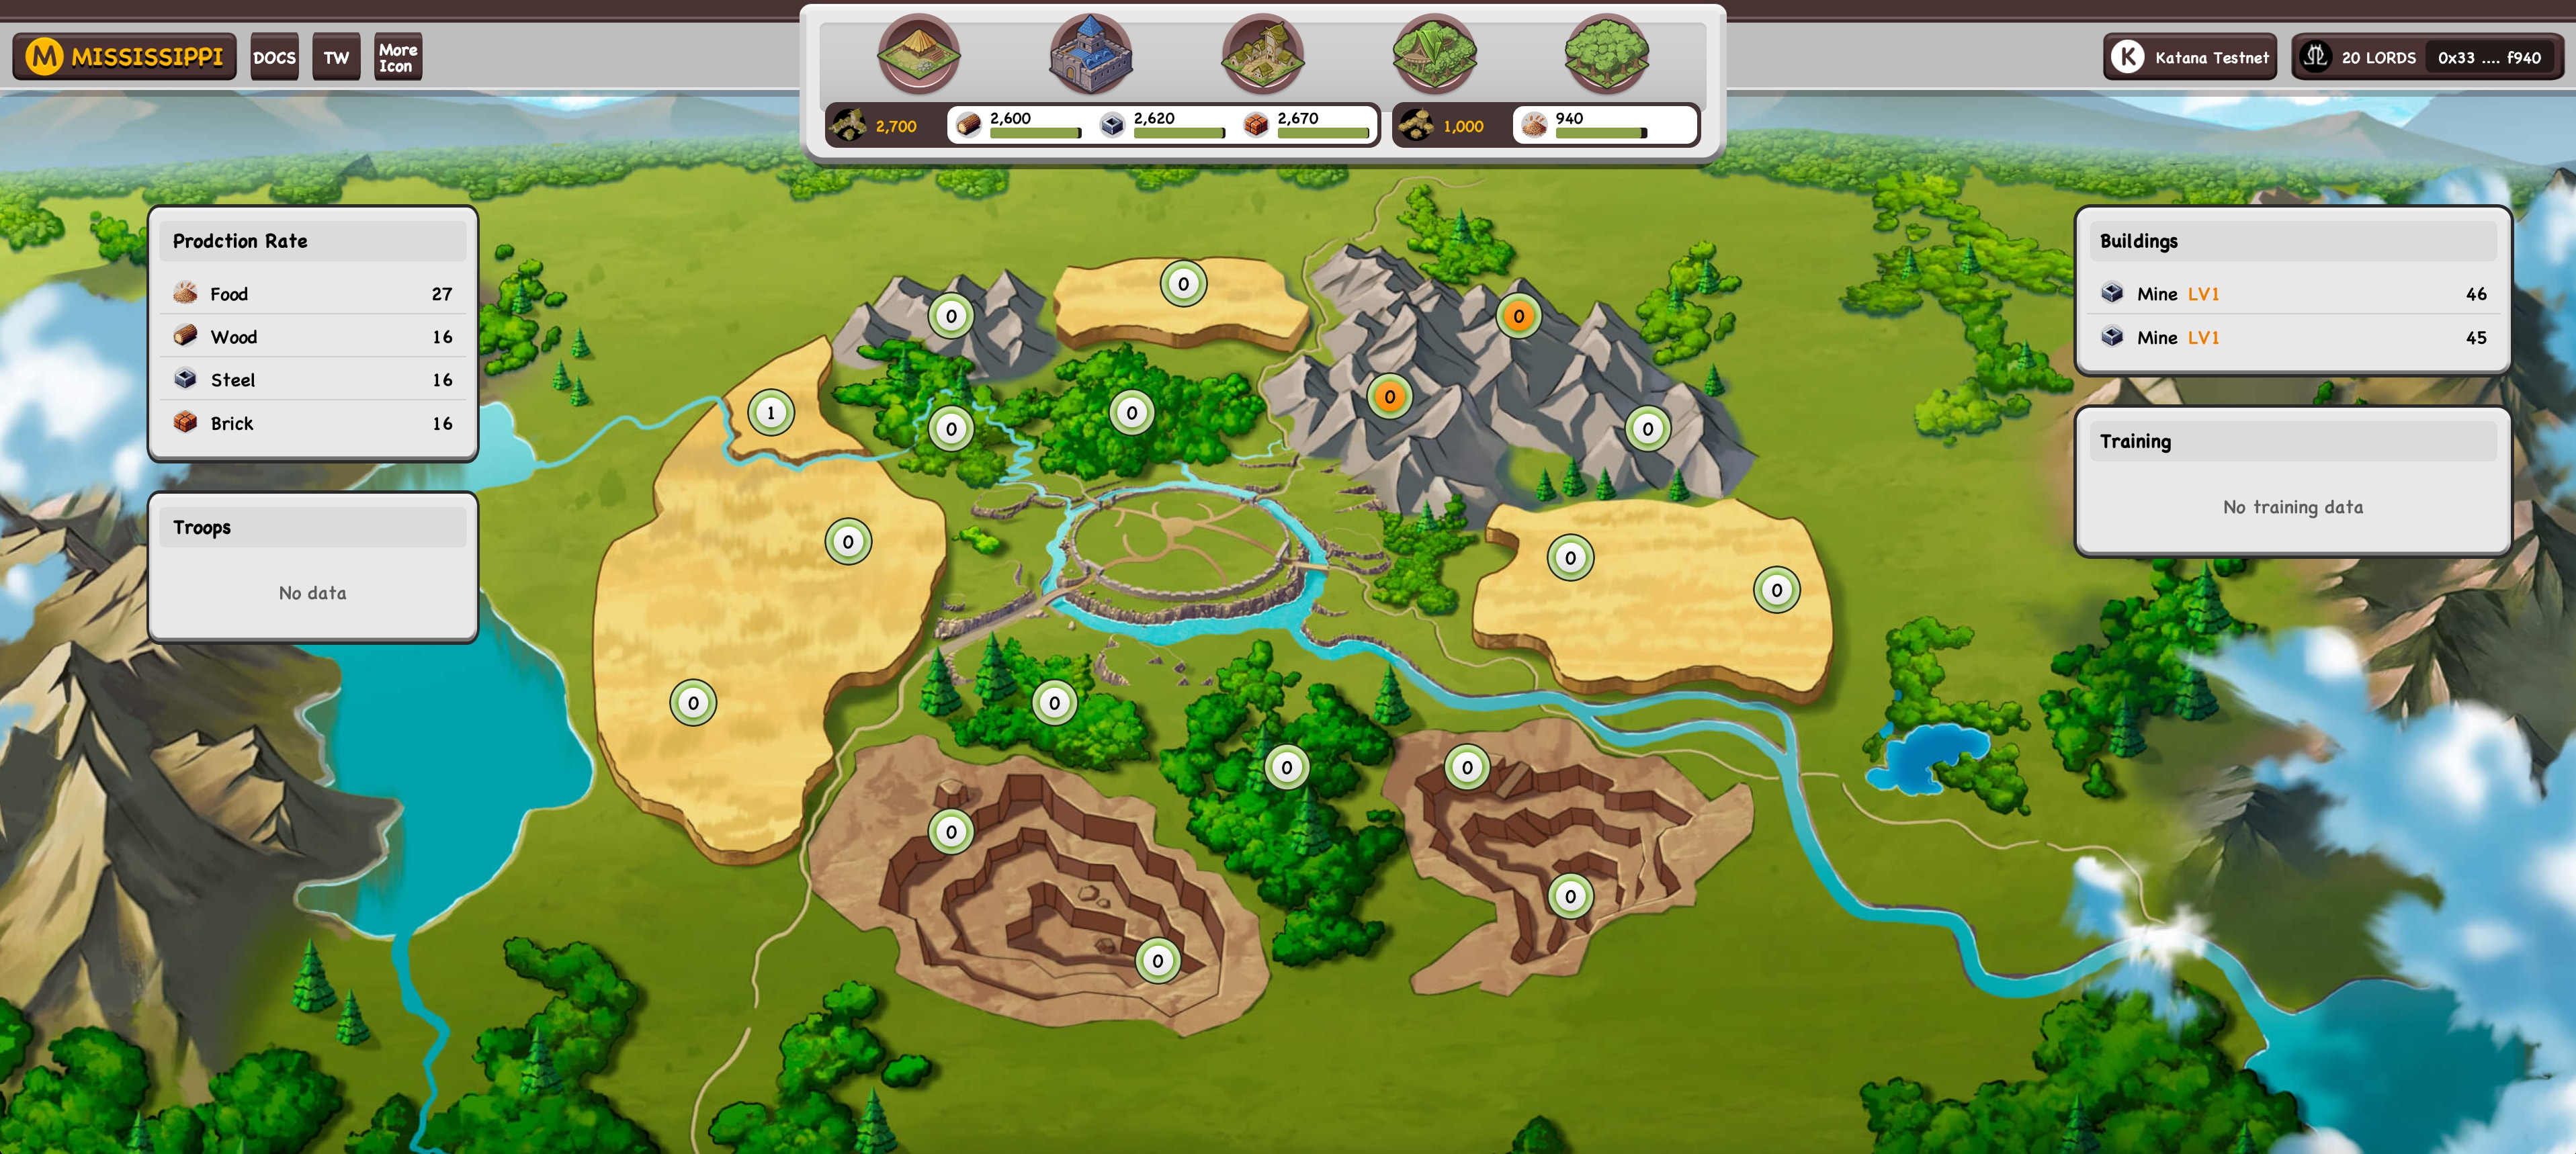 M MISSISSIPPI
DOCS
TW
More
Icon
K Katana Testnet
20 LORDS 0x33 .... f940
2,700
2,600
2,620
2,670
1,000
940
Prodction Rate
Food 27
Wood 16
Steel 16
Brick 16
Troops
No data
Buildings
Mine LV1 46
Mine LV1 45
Training
No training data
0
0
0
0
1
0
0
0
0
0
0
0
0
0
0
0
0
0